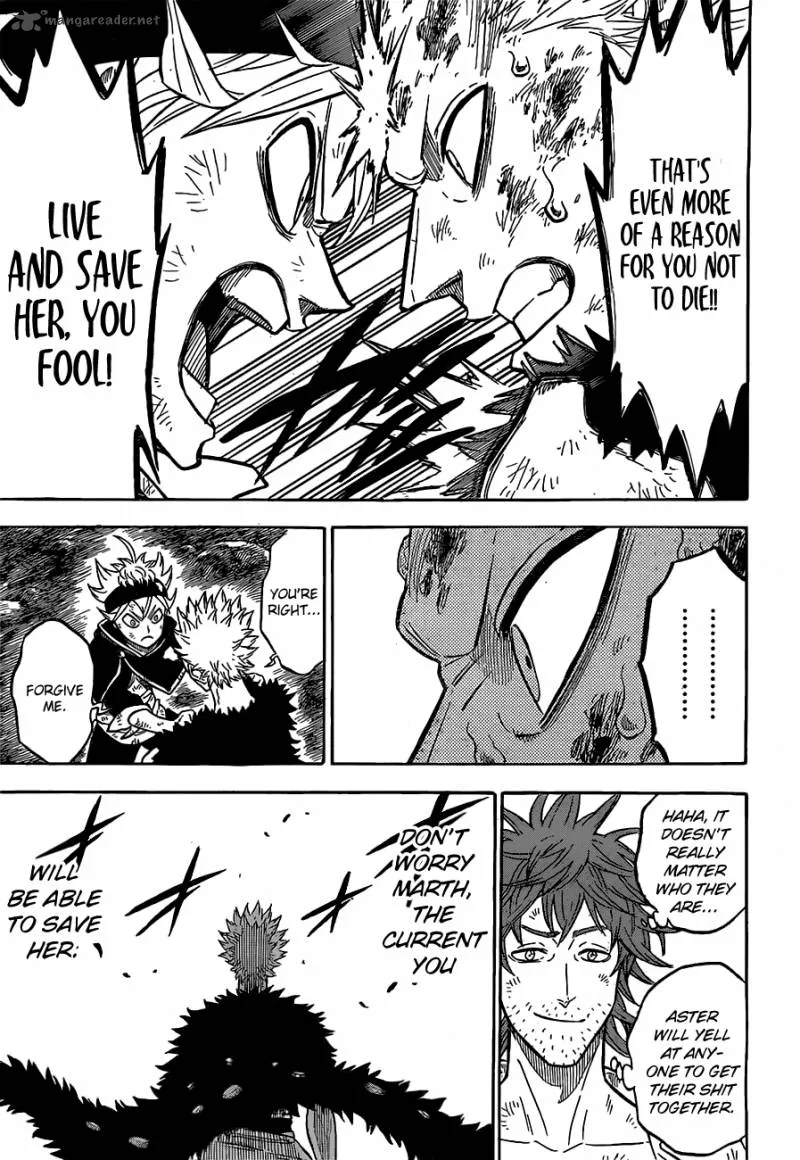 mangareader.net
THAT'S
EVEN MORE
OF A REASON
FOR YOU NOT
TO DIE!!
LIVE
AND SAVE
HER, YOU
FOOL!
.........
YOU'RE
RIGHT...
FORGIVE
ME.
HAHA, IT
DOESN'T
REALLY
MATTER
WHO THEY
ARE...
ASTER
WILL YELL
AT ANY-
ONE TO GET
THEIR SHIT
TOGETHER.
DON'T
WORRY
MARTH,
THE
CURRENT
YOU
WILL
BE ABLE
TO SAVE
HER.